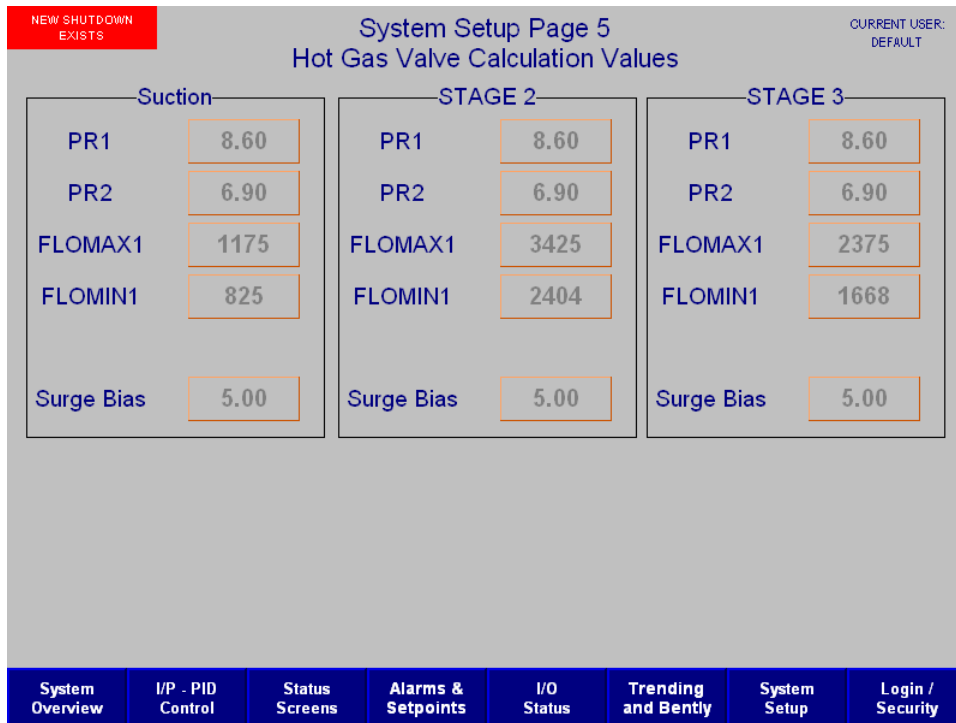 NEW SHUTDOWN
EXISTS
System Setup Page 5
Hot Gas Valve Calculation Values
CURRENT USER:
DEFAULT
Suction
PR1 8.60
PR2 6.90
FLOMAX1 1175
FLOMIN1 825
Surge Bias 5.00
STAGE 2
PR1 8.60
PR2 6.90
FLOMAX1 3425
FLOMIN1 2404
Surge Bias 5.00
STAGE 3
PR1 8.60
PR2 6.90
FLOMAX1 2375
FLOMIN1 1668
Surge Bias 5.00
System
Overview
I/P - PID
Control
Status
Screens
Alarms &
Setpoints
I/O
Status
Trending
and Bently
System
Setup
Login /
Security